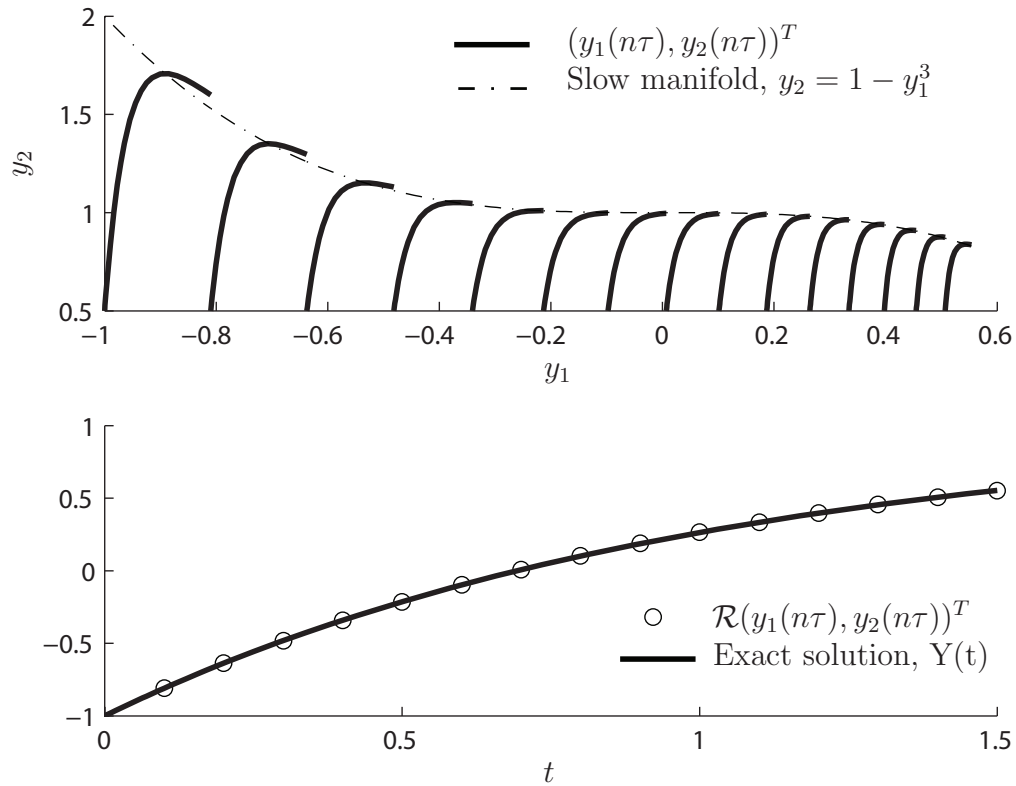 2
1.5
1
0.5
y₂
(y₁(nτ), y₂(nτ))ᵀ
Slow manifold, y₂ = 1 − y₁³
−1 −0.8 −0.6 −0.4 −0.2 0 0.2 0.4 0.6
y₁
1
0.5
0
−0.5
−1
ℛ(y₁(nτ), y₂(nτ))ᵀ
Exact solution, Y(t)
0 0.5 1 1.5
t